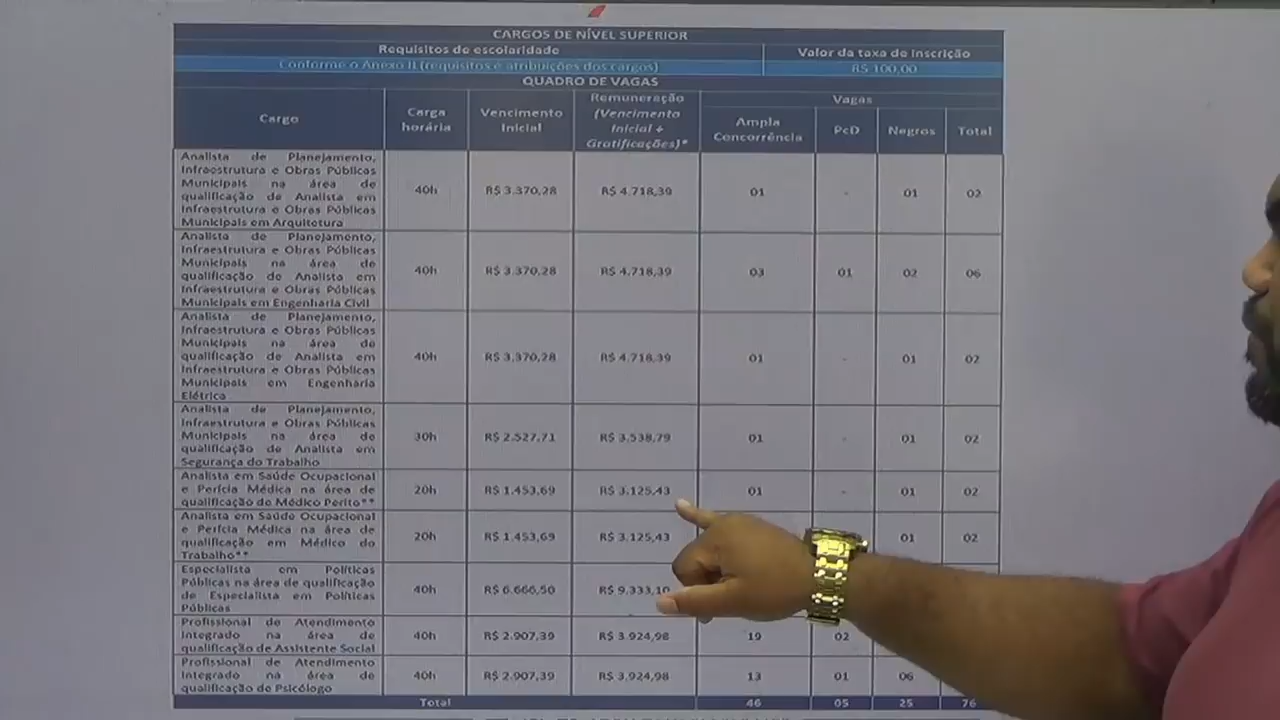 CARGOS DE NÍVEL SUPERIOR
Requisitos de escolaridade
Valor da taxa de inscrição
Conforme o Anexo II (requisitos e atribuições dos cargos)
R$ 100,00
QUADRO DE VAGAS
Cargo
Carga
horária
Vencimento
Inicial
Remuneração
(Vencimento
Inicial +
Gratificações)*
Vagas
Ampla
Concorrência
PcD
Negros
Total
Analista de Planejamento,
Infraestrutura e Obras Públicas
Municipais na área de
qualificação de Analista em
Infraestrutura e Obras Públicas
Municipais em Arquitetura
40h
R$ 3.370,28
R$ 4.718,39
01
-
01
02
Analista de Planejamento,
Infraestrutura e Obras Públicas
Municipais na área de
qualificação de Analista em
Infraestrutura e Obras Públicas
Municipais em Engenharia Civil
40h
R$ 3.370,28
R$ 4.718,39
03
01
02
06
Analista de Planejamento,
Infraestrutura e Obras Públicas
Municipais na área de
qualificação de Analista em
Infraestrutura e Obras Públicas
Municipais em Engenharia
Elétrica
40h
R$ 3.370,28
R$ 4.718,39
01
-
01
02
Analista de Planejamento,
Infraestrutura e Obras Públicas
Municipais na área de
qualificação de Analista em
Segurança do Trabalho
30h
R$ 2.527,71
R$ 3.538,79
01
-
01
02
Analista em Saúde Ocupacional
e Perícia Médica na área de
qualificação de Médico Perito**
20h
R$ 1.453,69
R$ 3.125,43
01
-
01
02
Analista em Saúde Ocupacional
e Perícia Médica na área de
qualificação em Médico do
Trabalho**
20h
R$ 1.453,69
R$ 3.125,43
01
02
Especialista em Políticas
Públicas na área de qualificação
de Especialista em Políticas
Públicas
40h
R$ 6.666,50
R$ 9.333,10
Profissional de Atendimento
Integrado na área de
qualificação de Assistente Social
40h
R$ 2.907,39
R$ 3.924,98
19
02
Profissional de Atendimento
Integrado na área de
qualificação de Psicólogo
40h
R$ 2.907,39
R$ 3.924,98
13
01
06
Total
46
05
25
76